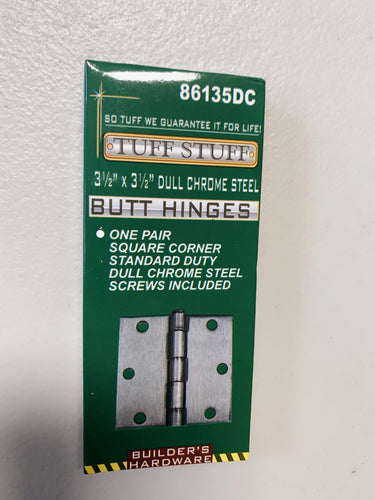 86135DC
SO TUFF WE GUARANTEE IT FOR LIFE!
TUFF STUFF
3½" x 3½" DULL CHROME STEEL
BUTT HINGES
ONE PAIR
SQUARE CORNER
STANDARD DUTY
DULL CHROME STEEL
SCREWS INCLUDED
BUILDER'S
HARDWARE